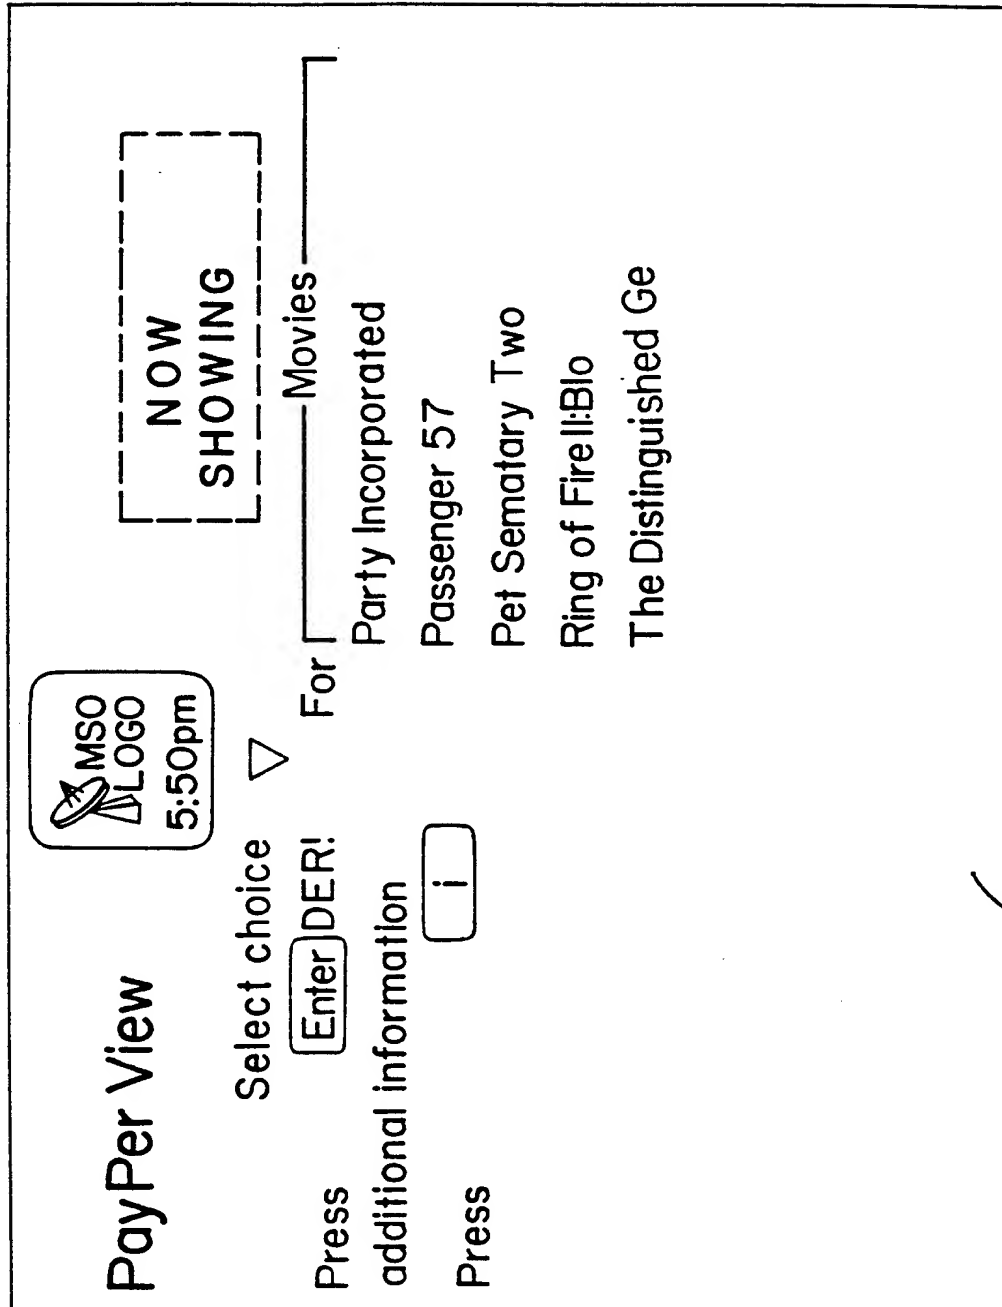 PayPer View
MSO
LOGO
5:50pm
NOW
SHOWING
Select choice
Press Enter DER! For
Movies
additional information
Press i
Party Incorporated
Passenger 57
Pet Sematary Two
Ring of Fire II:Blo
The Distinguished Ge